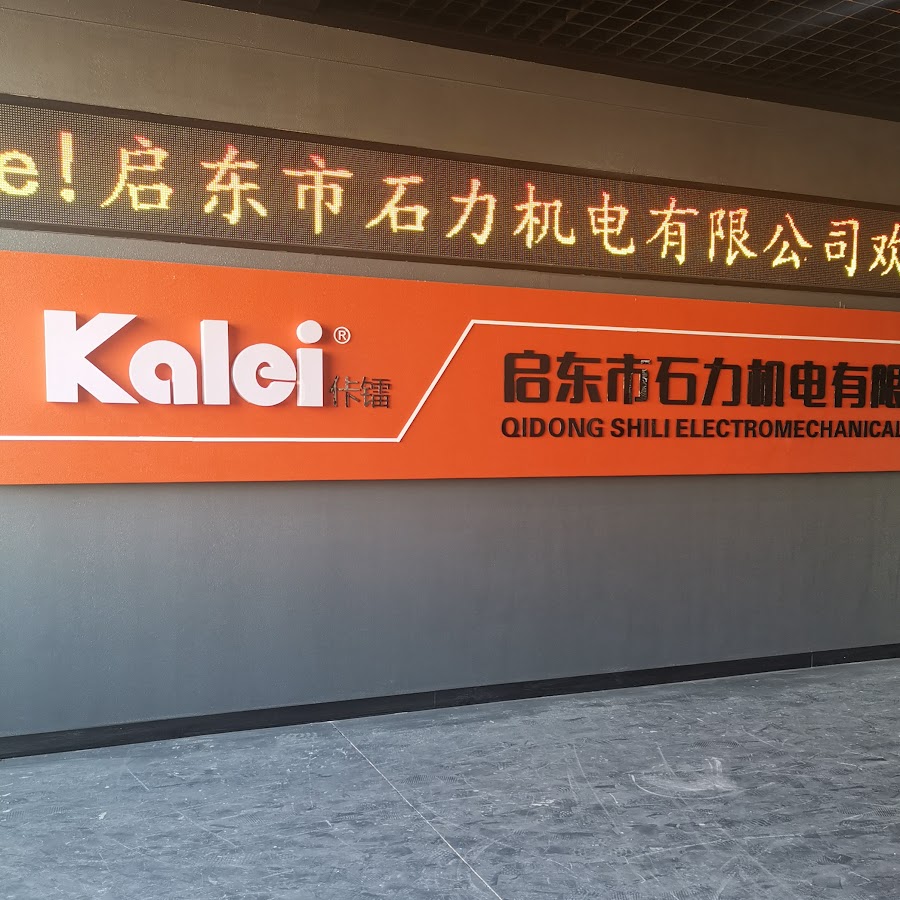 e!启东市石力机电有限公司欢
Kalei®
佧镭
启东市石力机电有限
QIDONG SHILI ELECTROMECHANICAL